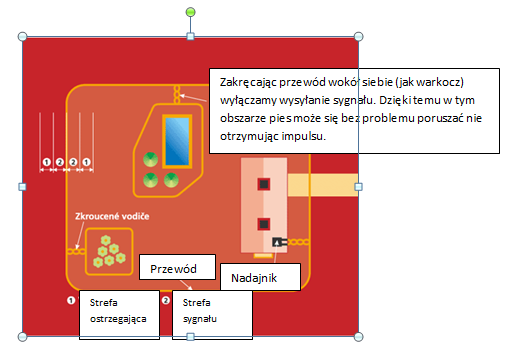 Zakręcając przewód wokół siebie (jak warkocz)
wyłączamy wysyłanie sygnału. Dzięki temu w tym
obszarze pies może się bez problemu poruszać nie
otrzymując impulsu.
1 2 2 1
Zkroucené vodiče
Przewód
Nadajnik
1 Strefa
ostrzegająca
2 Strefa
sygnału